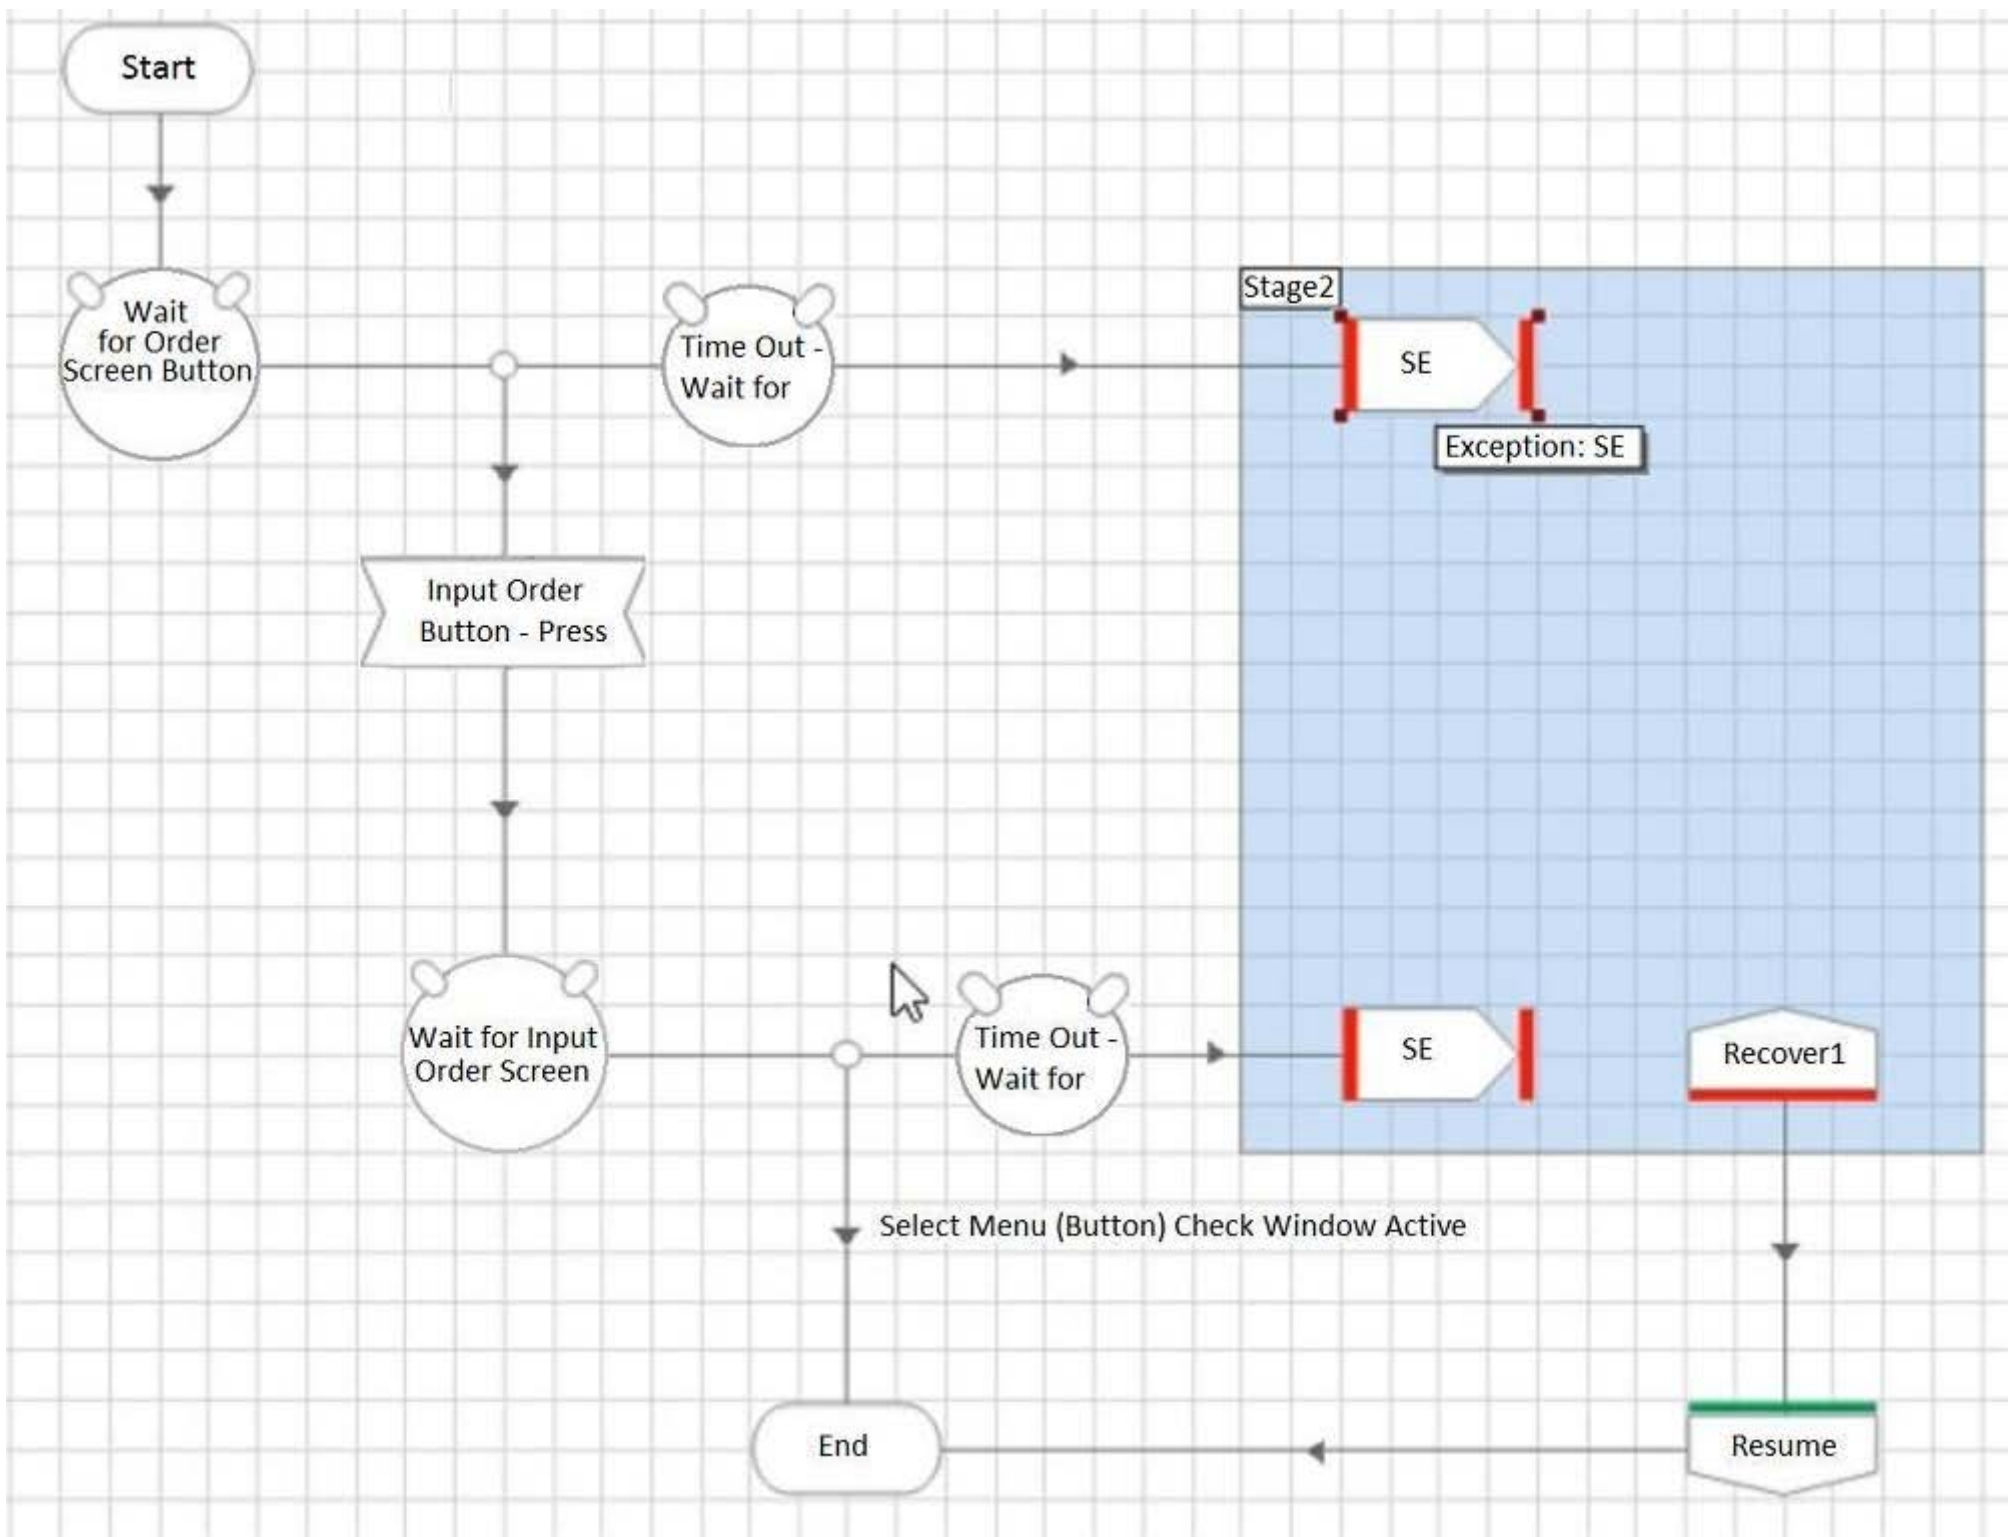 Start
Wait
for Order
Screen Button
Time Out -
Wait for
Stage2
SE
Exception: SE
Input Order
Button - Press
Wait for Input
Order Screen
Time Out -
Wait for
SE
Recover1
Select Menu (Button) Check Window Active
End
Resume